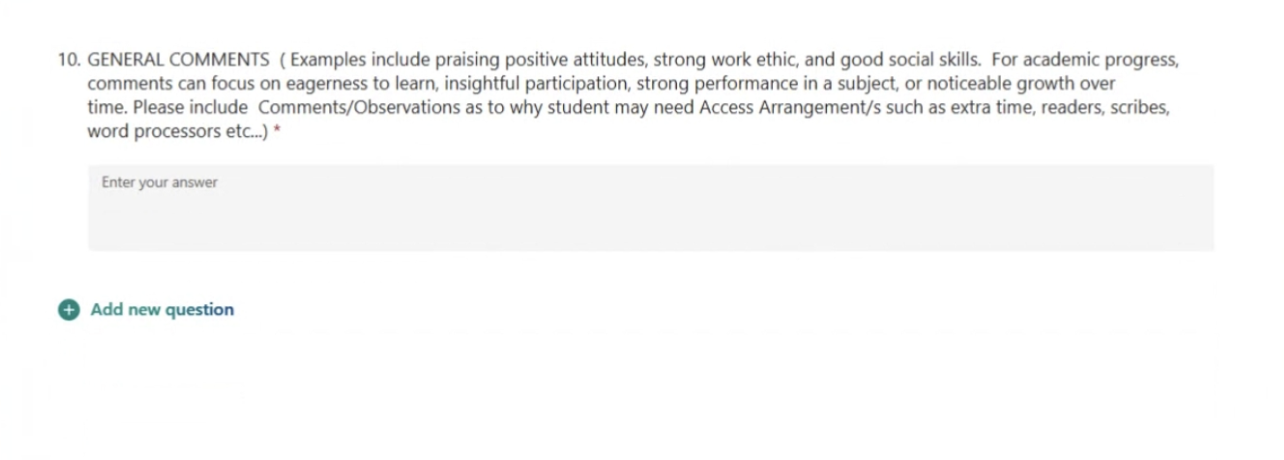 10. GENERAL COMMENTS ( Examples include praising positive attitudes, strong work ethic, and good social skills. For academic progress,
comments can focus on eagerness to learn, insightful participation, strong performance in a subject, or noticeable growth over
time. Please include Comments/Observations as to why student may need Access Arrangement/s such as extra time, readers, scribes,
word processors etc...) *
Enter your answer
Add new question